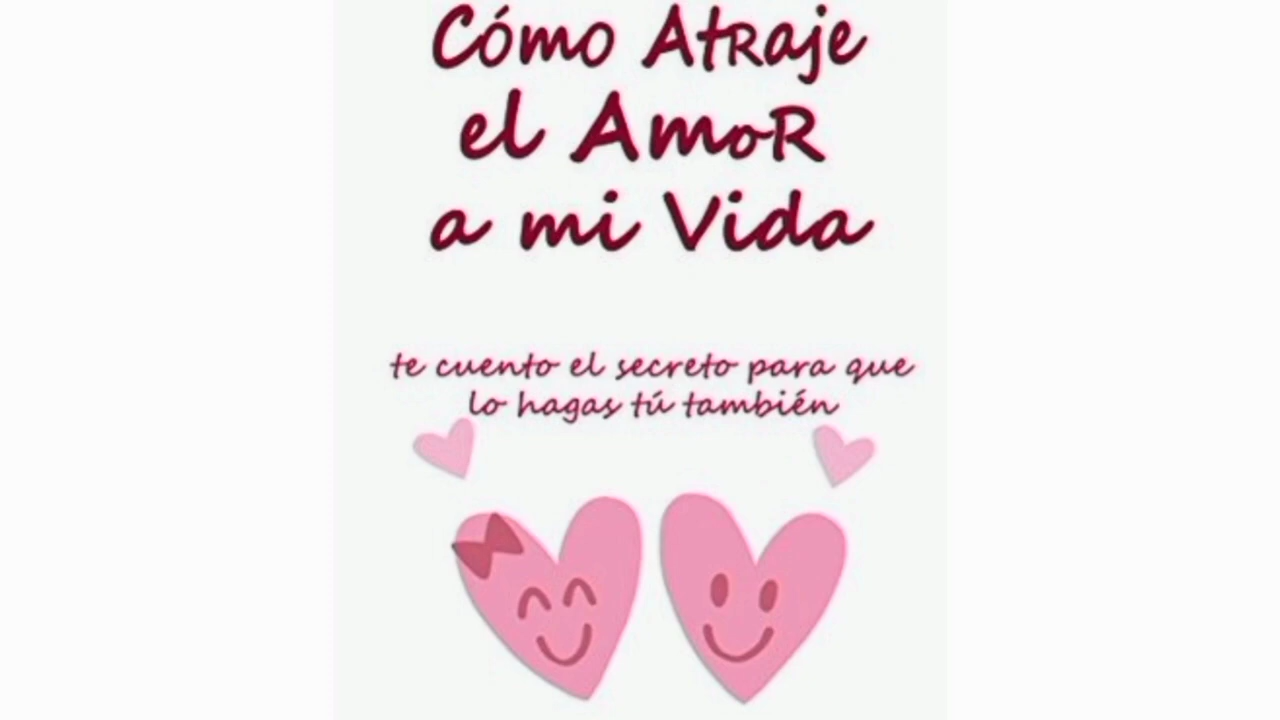 Cómo Atraje
el Amor
a mi Vida
te cuento el secreto para que
lo hagas tú también